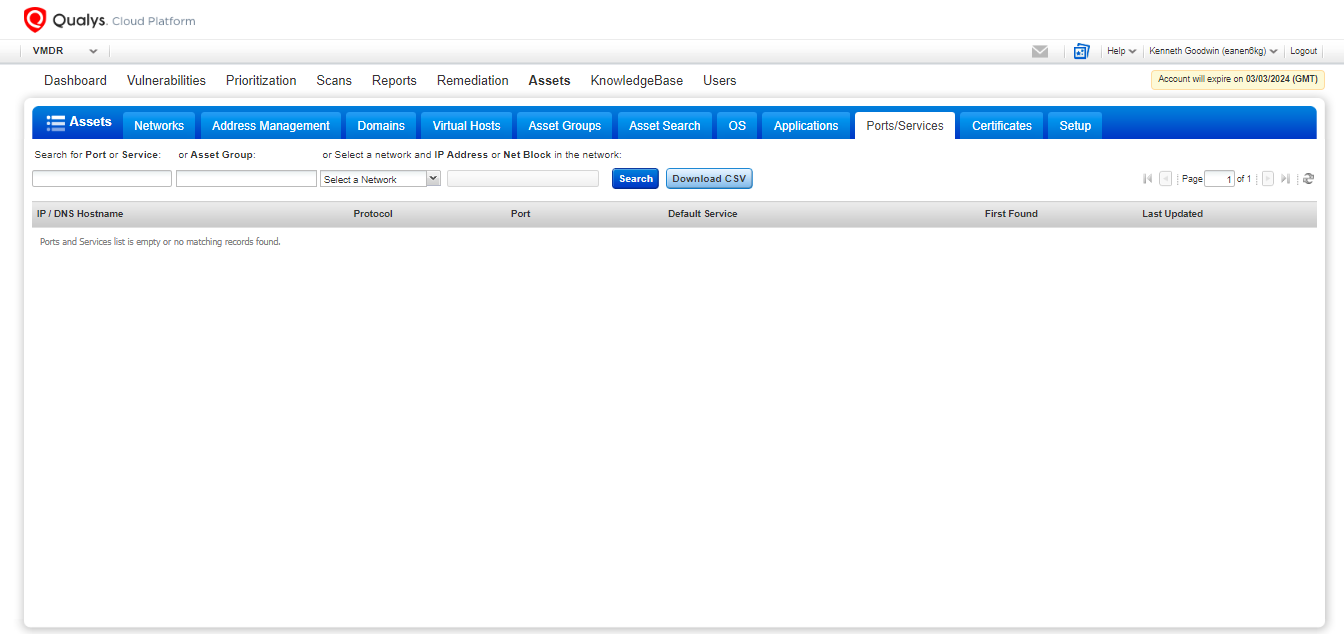 Qualys. Cloud Platform
VMDR
Help
Kenneth Goodwin (eanen6kg)
Logout
Dashboard Vulnerabilities Prioritization Scans Reports Remediation Assets KnowledgeBase Users
Account will expire on 03/03/2024 (GMT)
Assets Networks Address Management Domains Virtual Hosts Asset Groups Asset Search OS Applications Ports/Services Certificates Setup
Search for Port or Service: or Asset Group: or Select a network and IP Address or Net Block in the network:
Select a Network Search Download CSV Page 1 of 1
IP / DNS Hostname Protocol Port Default Service First Found Last Updated
Ports and Services list is empty or no matching records found.